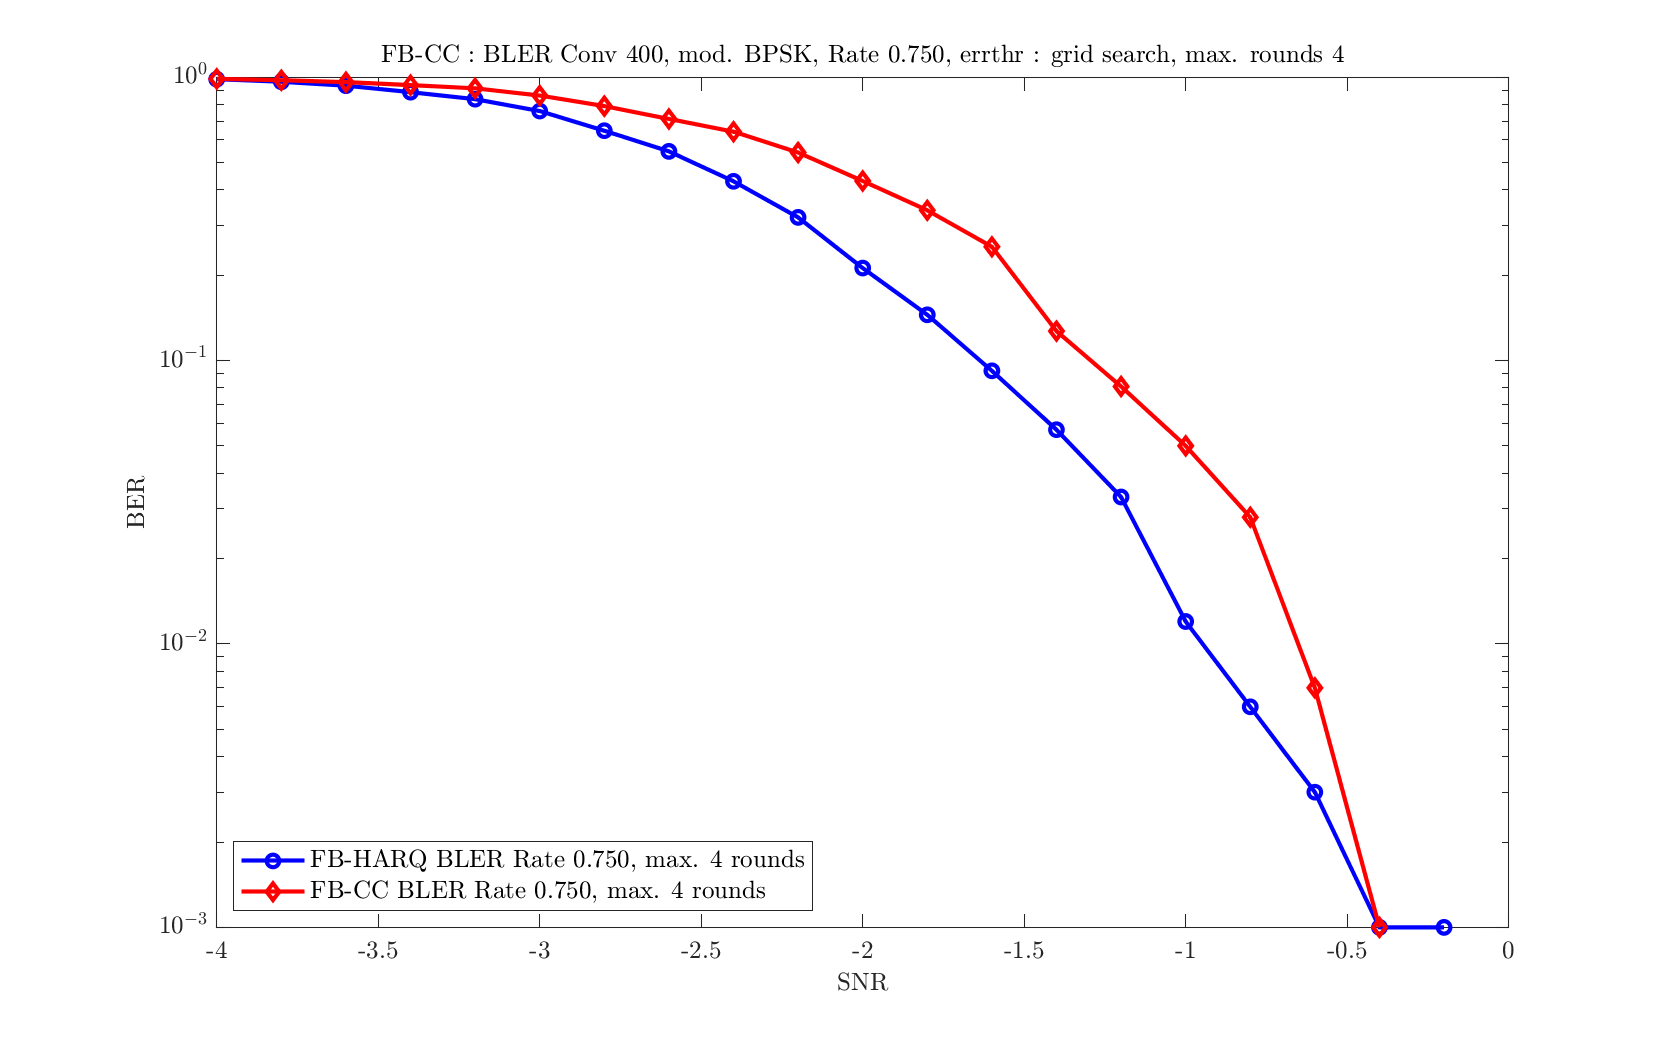 FB-CC : BLER Conv 400, mod. BPSK, Rate 0.750, errthr : grid search, max. rounds 4
10^0
10^-1
10^-2
10^-3
BER
FB-HARQ BLER Rate 0.750, max. 4 rounds
FB-CC BLER Rate 0.750, max. 4 rounds
-4 -3.5 -3 -2.5 -2 -1.5 -1 -0.5 0
SNR